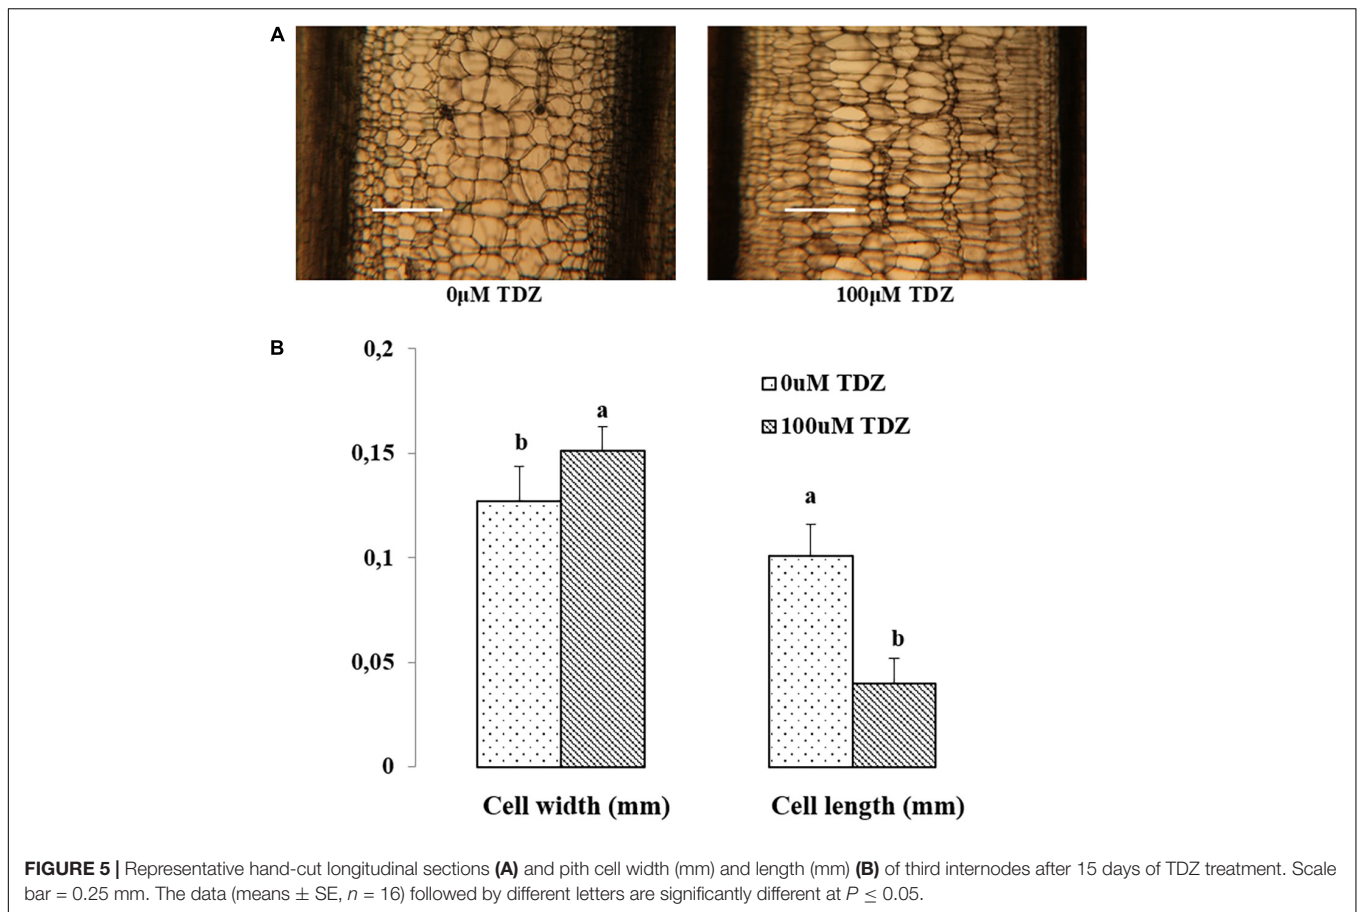 A
0μM TDZ 100μM TDZ
B
0,2
0uM TDZ
a
100uM TDZ
b
0,15
a
0,1
b
0,05
0
Cell width (mm) Cell length (mm)
FIGURE 5 | Representative hand-cut longitudinal sections (A) and pith cell width (mm) and length (mm) (B) of third internodes after 15 days of TDZ treatment. Scale
bar = 0.25 mm. The data (means ± SE, n = 16) followed by different letters are significantly different at P ≤ 0.05.